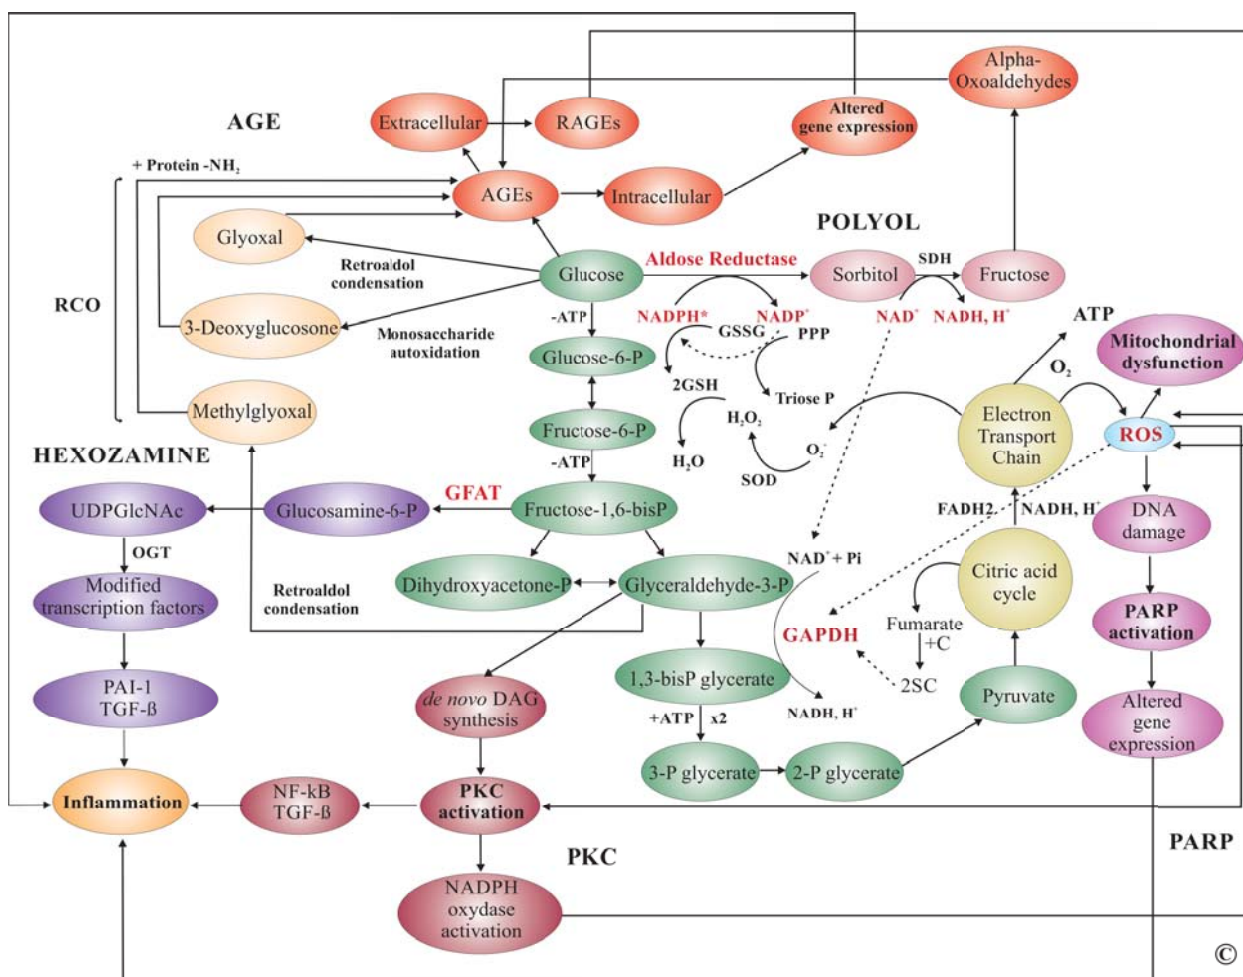 Alpha-
Oxoaldehydes
AGE
Extracellular
RAGEs
Altered
gene expression
+ Protein -NH₂
AGEs
Intracellular
POLYOL
Glyoxal
Retroaldol
condensation
Glucose
Aldose Reductase
Sorbitol
SDH
Fructose
RCO
3-Deoxyglucosone
Monosaccharide
autoxidation
-ATP
NADPH*
NADP⁺
NAD⁺
NADH, H⁺
GSSG
PPP
ATP
Mitochondrial
dysfunction
Glucose-6-P
O₂
2GSH
Triose P
Methylglyoxal
Fructose-6-P
H₂O₂
Electron
Transport
Chain
ROS
HEXOZAMINE
-ATP
H₂O
SOD
O₂⁻
UDPGlcNAc
Glucosamine-6-P
GFAT
Fructose-1,6-bisP
FADH2
NADH, H⁺
DNA
damage
OGT
Modified
transcription factors
Retroaldol
condensation
Dihydroxyacetone-P
Glyceraldehyde-3-P
NAD⁺ + Pi
Citric acid
cycle
PARP
activation
GAPDH
Fumarate
+C
2SC
PAI-1
TGF-ß
de novo DAG
synthesis
1,3-bisP glycerate
Pyruvate
NADH, H⁺
Altered
gene
expression
+ATP
x2
3-P glycerate
2-P glycerate
Inflammation
NF-kB
TGF-ß
PKC
activation
PKC
PARP
NADPH
oxydase
activation
©